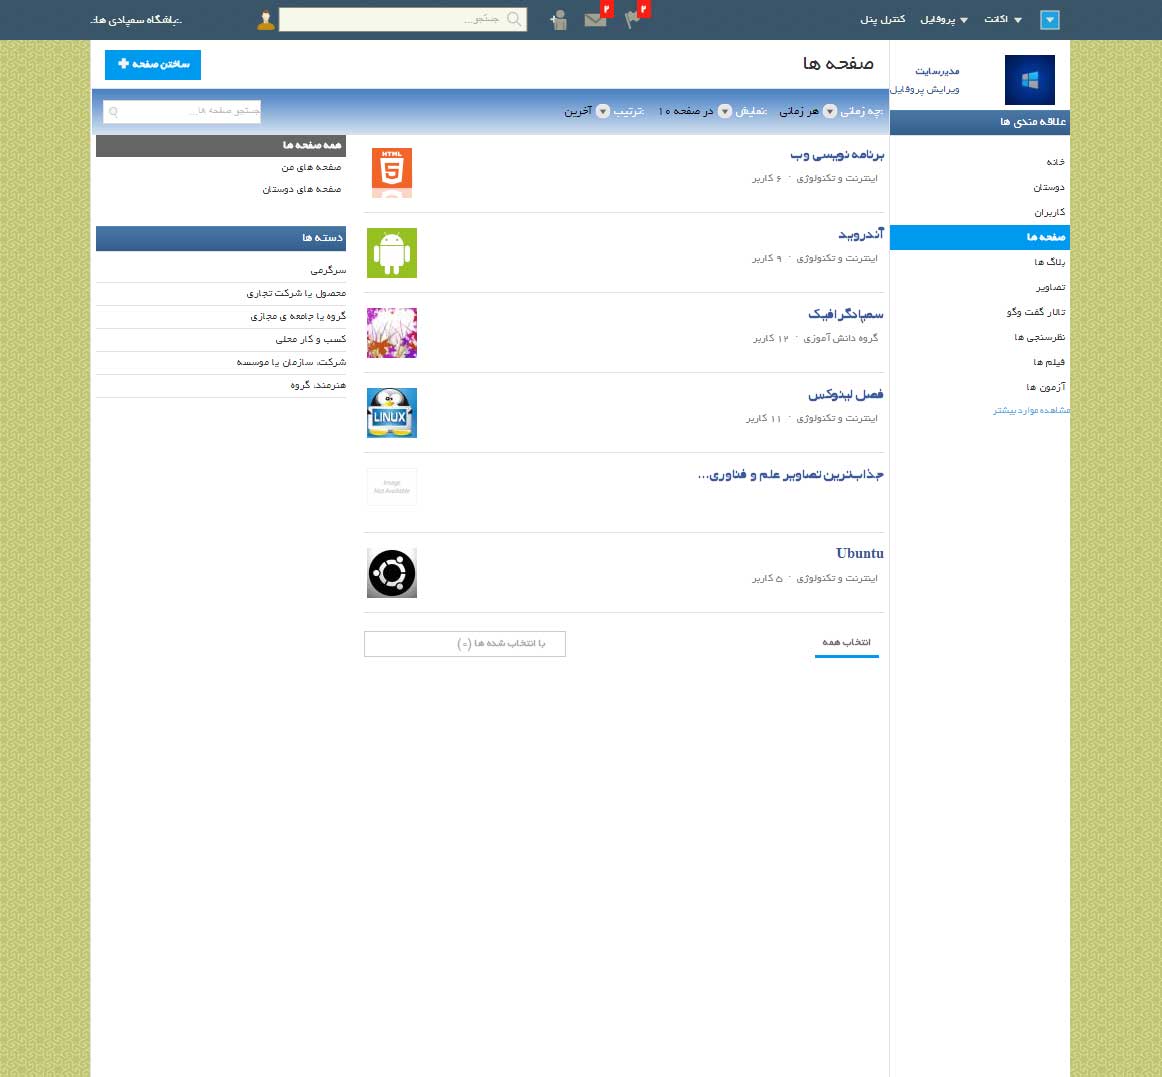 اکانت
پروفایل
کنترل پنل
۲
۲
جستجو...
.:باشگاه سمپادی ها:.
مدیرسایت
ویرایش پروفایل
علاقه مندی ها
خانه
دوستان
کاربران
صفحه ها
بلاگ ها
تصاویر
تالار گفت وگو
نظرسنجی ها
فیلم ها
آزمون ها
مشاهده موارد بیشتر
صفحه ها
ساختن صفحه
چه زمانی: هر زمانی نمایش: ۱۰ در صفحه ترتیب: آخرین
جستجو صفحه ها...
برنامه نویسی وب
اینترنت و تکنولوژی · ۶ کاربر
HTML
5
آندروید
اینترنت و تکنولوژی · ۹ کاربر
سمپادگرافیک
گروه دانش آموزی · ۱۲ کاربر
فصل لینوکس
اینترنت و تکنولوژی · ۱۱ کاربر
LINUX
جذاب‌ترین تصاویر علم و فناوری...
Image
Not Available
Ubuntu
اینترنت و تکنولوژی · ۵ کاربر
انتخاب همه
با انتخاب شده ها (۰)
همه صفحه ها
صفحه های من
صفحه های دوستان
دسته ها
سرگرمی
محصول یا شرکت تجاری
گروه یا جامعه ی مجازی
کسب و کار محلی
شرکت، سازمان یا موسسه
هنرمند، گروه